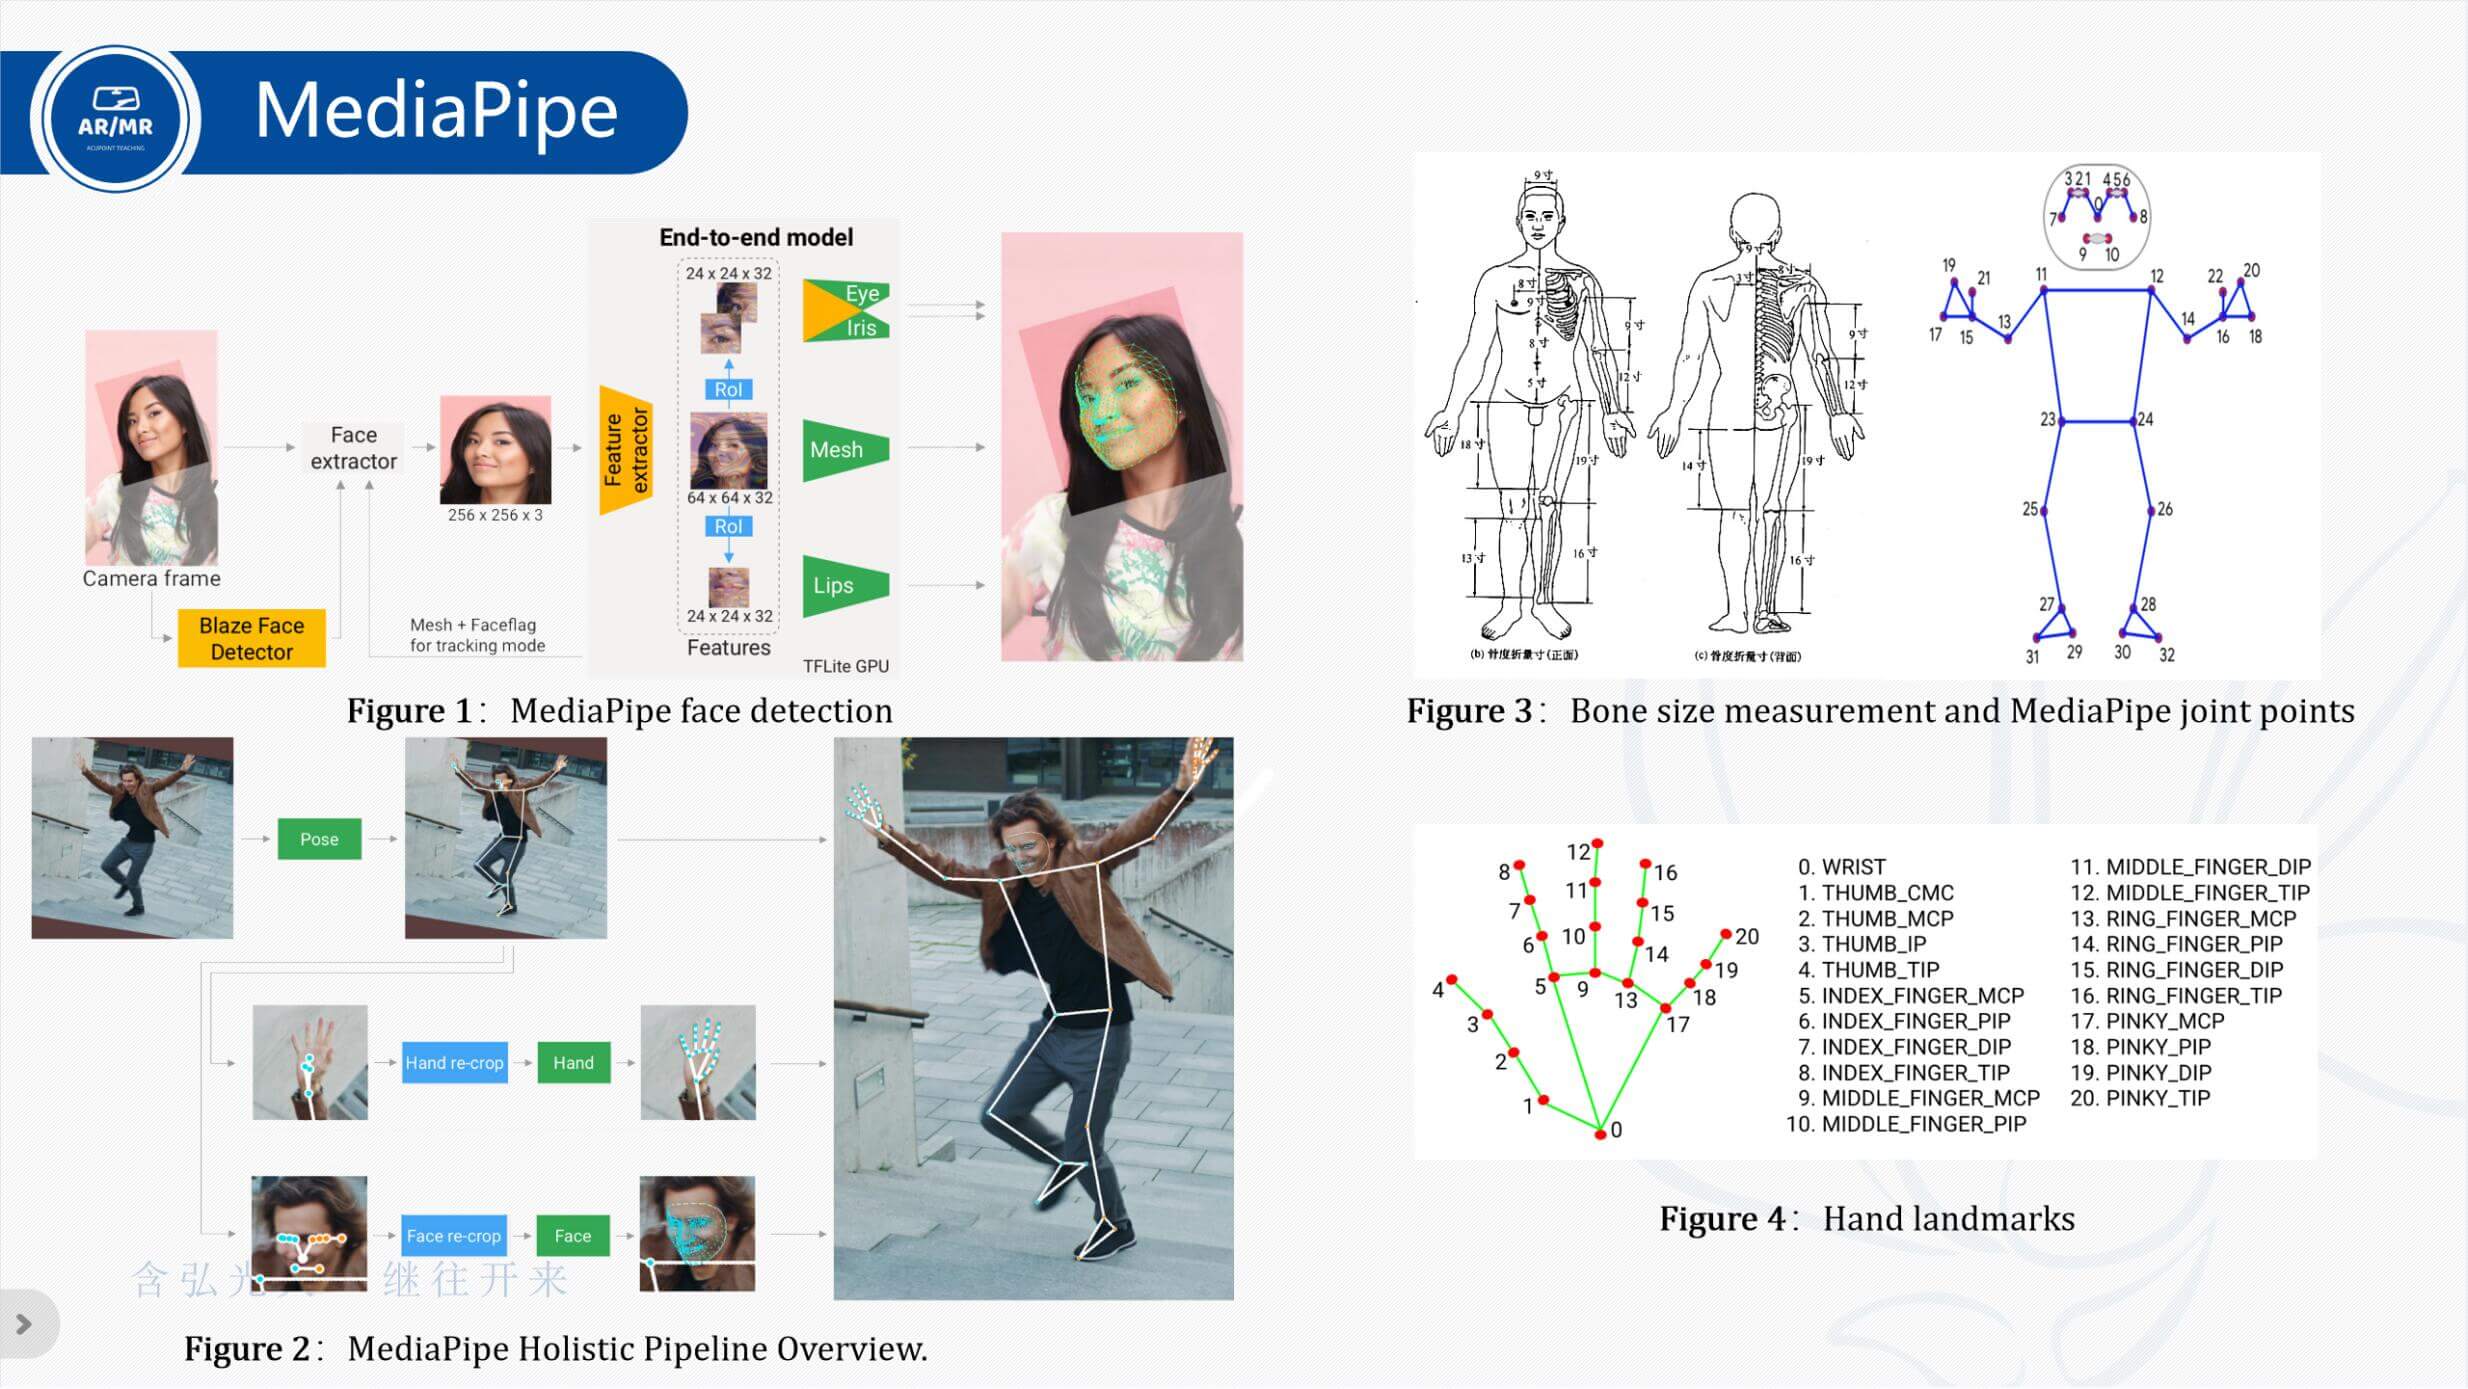 AR/MR
ACUPOINT TEACHING
MediaPipe
End-to-end model
24 x 24 x 32
Eye
Iris
RoI
Face
extractor
Feature
extractor
Mesh
256 x 256 x 3
64 x 64 x 32
RoI
Camera frame
Lips
Blaze Face
Detector
Mesh + Faceflag
for tracking mode
24 x 24 x 32
Features
TFLite GPU
Figure 1： MediaPipe face detection
Pose
Hand re-crop
Hand
Face re-crop
Face
含弘光
继往开来
Figure 2： MediaPipe Holistic Pipeline Overview.
9寸
8寸
9寸
8寸
5寸
9寸
12寸
18寸
19寸
13寸
16寸
(b) 骨度折量寸(正面)
9寸
3寸
8寸
9寸
12寸
14寸
19寸
16寸
(c) 骨度折量寸(背面)
321 456
0
7 8
9 10
19 21 11 12 22 20
17 15 13 14 16 18
23 24
25 26
27 28
31 29 30 32
Figure 3： Bone size measurement and MediaPipe joint points
12
8 16
11
7 15
6 10 14 20
19
4 5 9 13 18
3 17
2
1
0
0. WRIST
1. THUMB_CMC
2. THUMB_MCP
3. THUMB_IP
4. THUMB_TIP
5. INDEX_FINGER_MCP
6. INDEX_FINGER_PIP
7. INDEX_FINGER_DIP
8. INDEX_FINGER_TIP
9. MIDDLE_FINGER_MCP
10. MIDDLE_FINGER_PIP
11. MIDDLE_FINGER_DIP
12. MIDDLE_FINGER_TIP
13. RING_FINGER_MCP
14. RING_FINGER_PIP
15. RING_FINGER_DIP
16. RING_FINGER_TIP
17. PINKY_MCP
18. PINKY_PIP
19. PINKY_DIP
20. PINKY_TIP
Figure 4： Hand landmarks